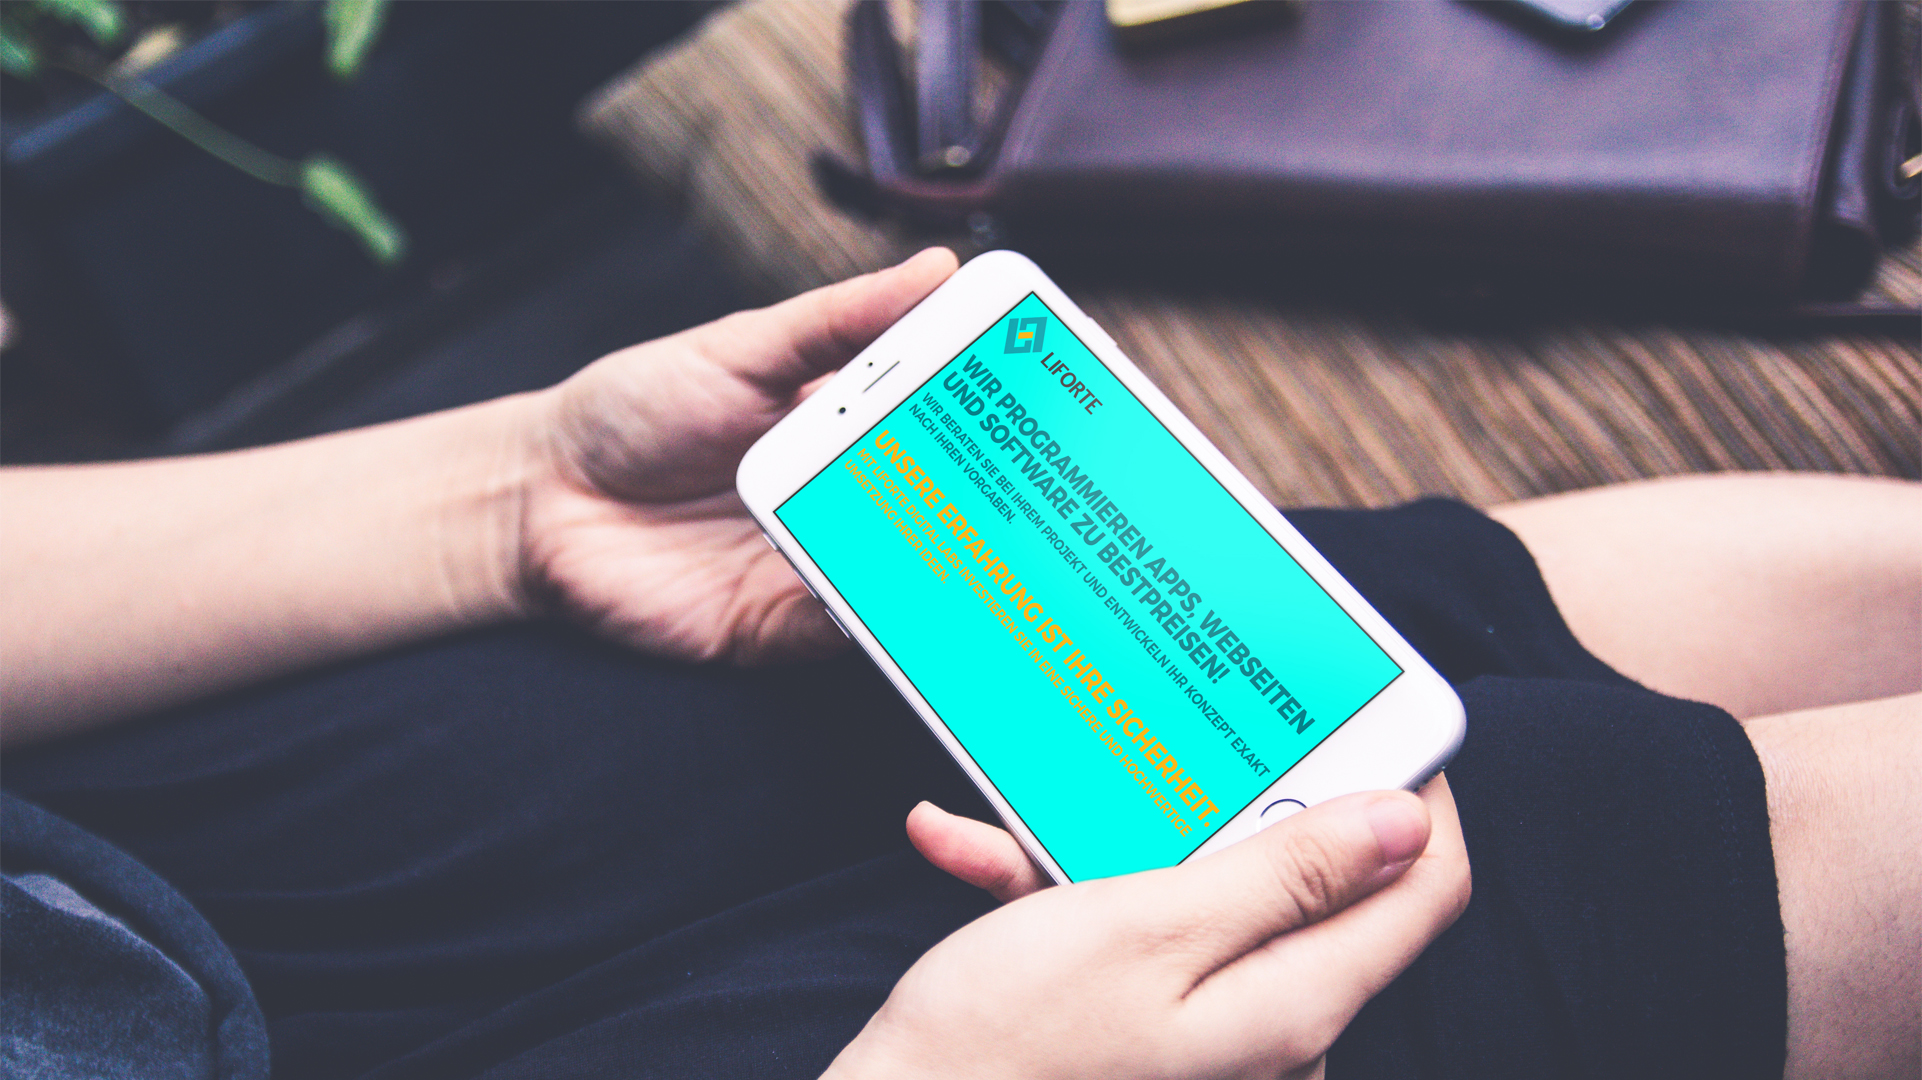 LIFORTE
WIR PROGRAMMIEREN APPS, WEBSEITEN
UND SOFTWARE ZU BESTPREISEN!
WIR BERATEN SIE BEI IHREM PROJEKT UND ENTWICKELN IHR KONZEPT EXAKT
NACH IHREN VORGABEN.
UNSERE ERFAHRUNG IST IHRE SICHERHEIT.
MIT LIFORTE DIGITAL LABS INVESTIEREN SIE IN EINE SICHERE UND HOCHWERTIGE
UMSETZUNG IHRER IDEEN.